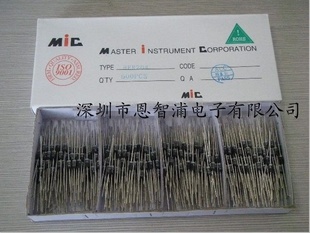 MIC
MASTER INSTRUMENT CORPORATION
ISO
9001
TYPE
CODE
QTY
Q A
ROHS
深圳市恩智浦电子有限公司
MIC